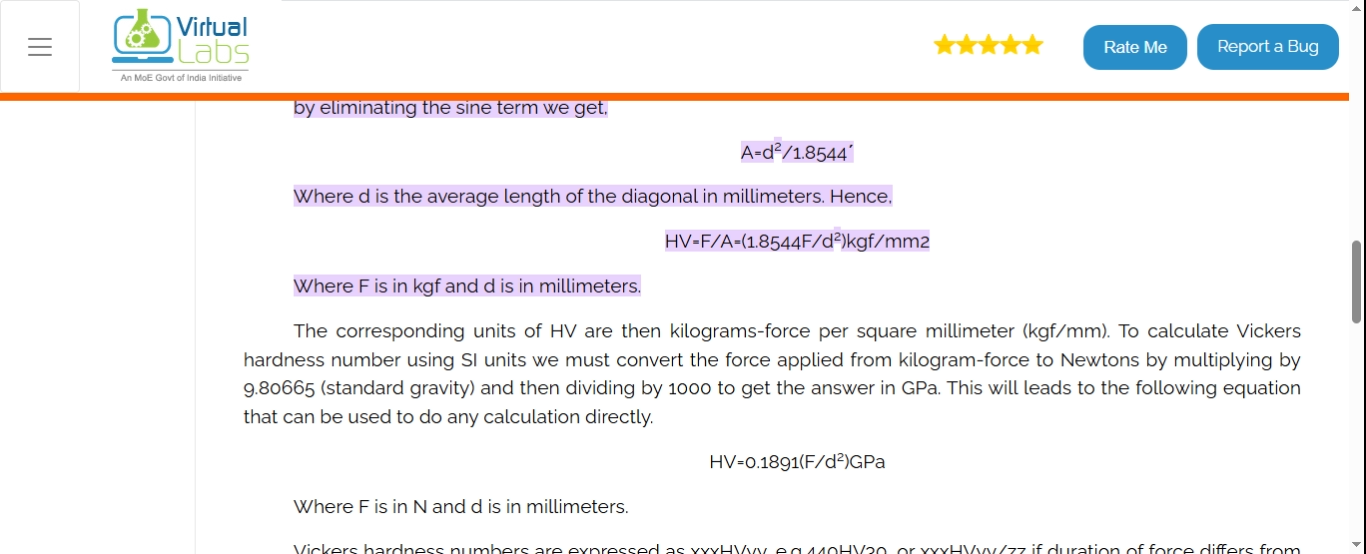 Virtual
Labs
An MoE Govt of India Initiative
Rate Me
Report a Bug
by eliminating the sine term we get,
A=d²/1.8544'
Where d is the average length of the diagonal in millimeters. Hence,
HV=F/A=(1.8544F/d²)kgf/mm2
Where F is in kgf and d is in millimeters.
The corresponding units of HV are then kilograms-force per square millimeter (kgf/mm). To calculate Vickers
hardness number using SI units we must convert the force applied from kilogram-force to Newtons by multiplying by
9.80665 (standard gravity) and then dividing by 1000 to get the answer in GPa. This will leads to the following equation
that can be used to do any calculation directly.
HV=0.1891(F/d²)GPa
Where F is in N and d is in millimeters.
Vickers hardness numbers are expressed as xxxHVyy, e.g.440HV30, or xxxHVyy/zz if duration of force differs from